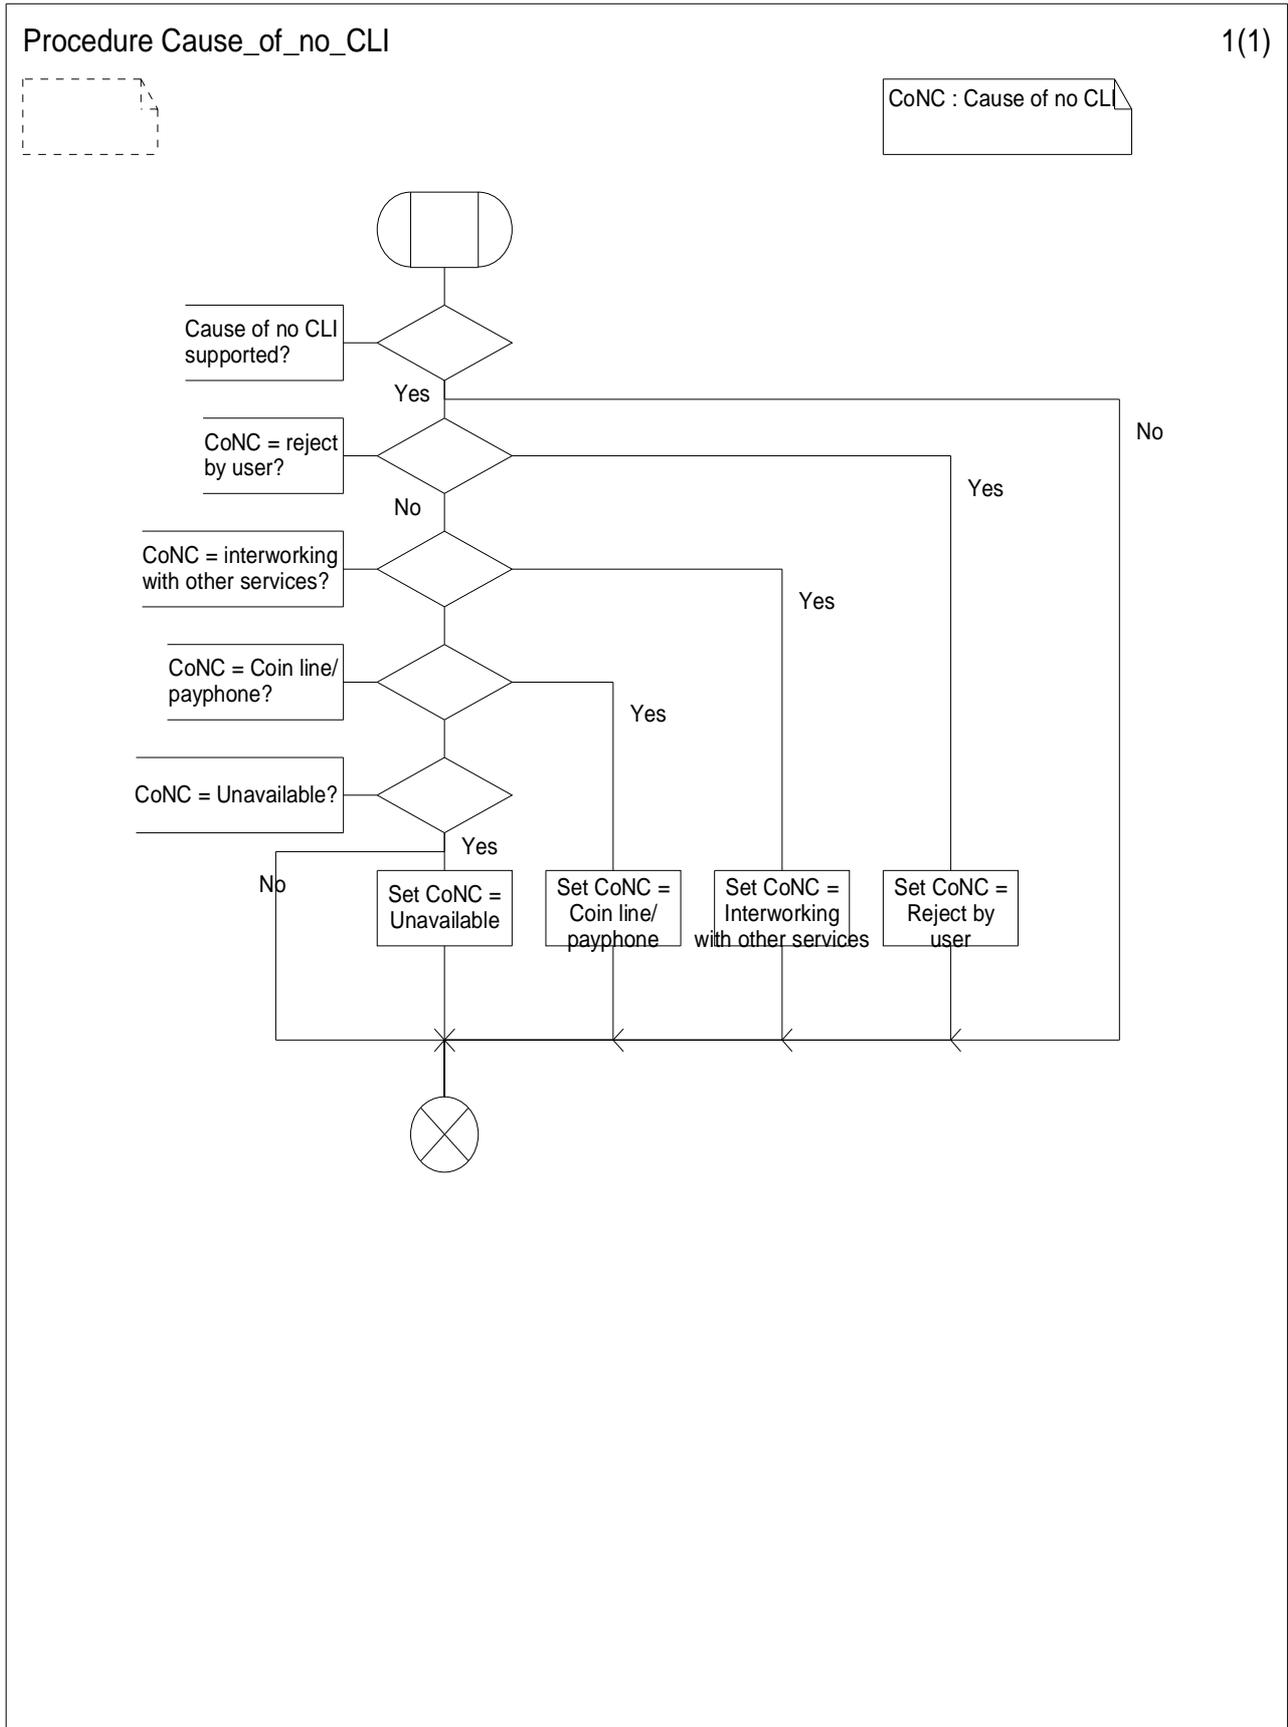 Procedure Cause_of_no_CLI
1(1)
CoNC : Cause of no CLI
Cause of no CLI
supported?
Yes
No
CoNC = reject
by user?
Yes
No
CoNC = interworking
with other services?
Yes
CoNC = Coin line/
payphone?
Yes
CoNC = Unavailable?
Yes
No
Set CoNC =
Unavailable
Set CoNC =
Coin line/
payphone
Set CoNC =
Interworking
with other services
Set CoNC =
Reject by
user